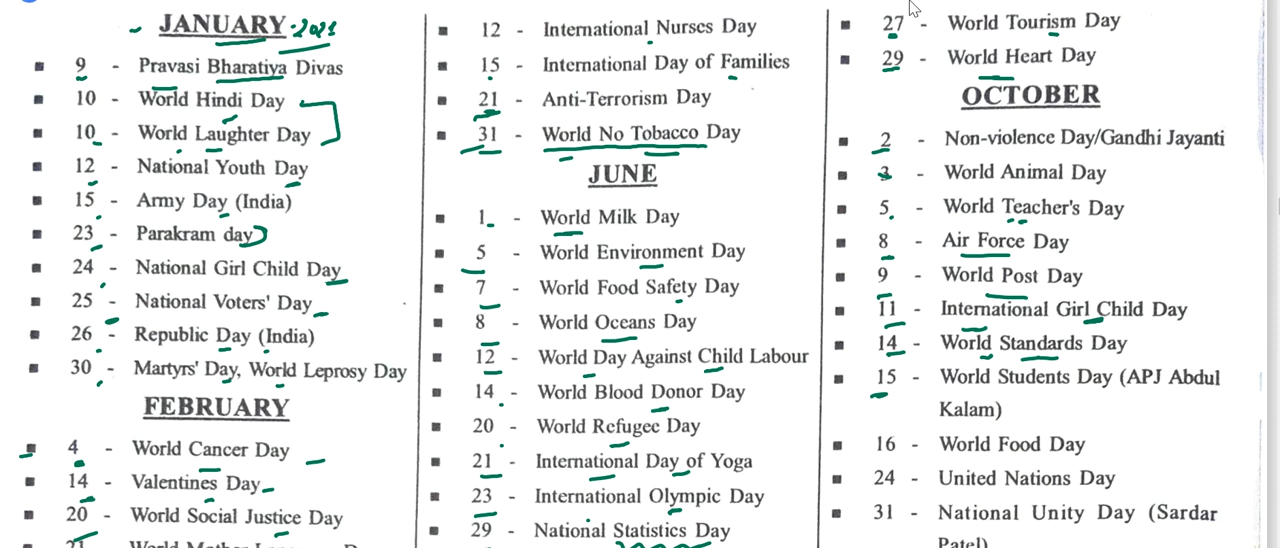 JANUARY 2021
9 - Pravasi Bharatiya Divas
10 - World Hindi Day
10 - World Laughter Day
12 - National Youth Day
15 - Army Day (India)
23 - Parakram day
24 - National Girl Child Day
25 - National Voters' Day
26 - Republic Day (India)
30 - Martyrs' Day, World Leprosy Day
FEBRUARY
4 - World Cancer Day
14 - Valentines Day
20 - World Social Justice Day
21 - World Mother
12 - International Nurses Day
15 - International Day of Families
21 - Anti-Terrorism Day
31 - World No Tobacco Day
JUNE
1 - World Milk Day
5 - World Environment Day
7 - World Food Safety Day
8 - World Oceans Day
12 - World Day Against Child Labour
14 - World Blood Donor Day
20 - World Refugee Day
21 - International Day of Yoga
23 - International Olympic Day
29 - National Statistics Day
27 - World Tourism Day
29 - World Heart Day
OCTOBER
2 - Non-violence Day/Gandhi Jayanti
3 - World Animal Day
5 - World Teacher's Day
8 - Air Force Day
9 - World Post Day
11 - International Girl Child Day
14 - World Standards Day
15 - World Students Day (APJ Abdul
Kalam)
16 - World Food Day
24 - United Nations Day
31 - National Unity Day (Sardar
Patel)